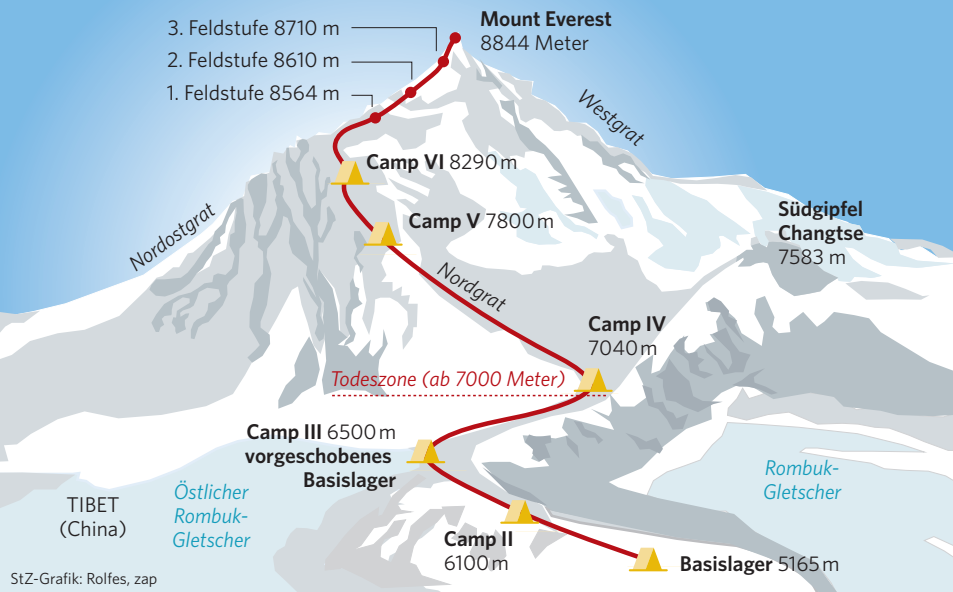 3. Feldstufe 8710 m
2. Feldstufe 8610 m
1. Feldstufe 8564 m
Mount Everest
8844 Meter
Westgrat
Camp VI 8290 m
Camp V 7800 m
Südgipfel
Changtse
7583 m
Nordostgrat
Nordgrat
Camp IV
7040 m
Todeszone (ab 7000 Meter)
Camp III 6500 m
vorgeschobenes
Basislager
TIBET
(China)
Östlicher
Rombuk-
Gletscher
Rombuk-
Gletscher
Camp II
6100 m
Basislager 5165 m
StZ-Grafik: Rolfes, zap